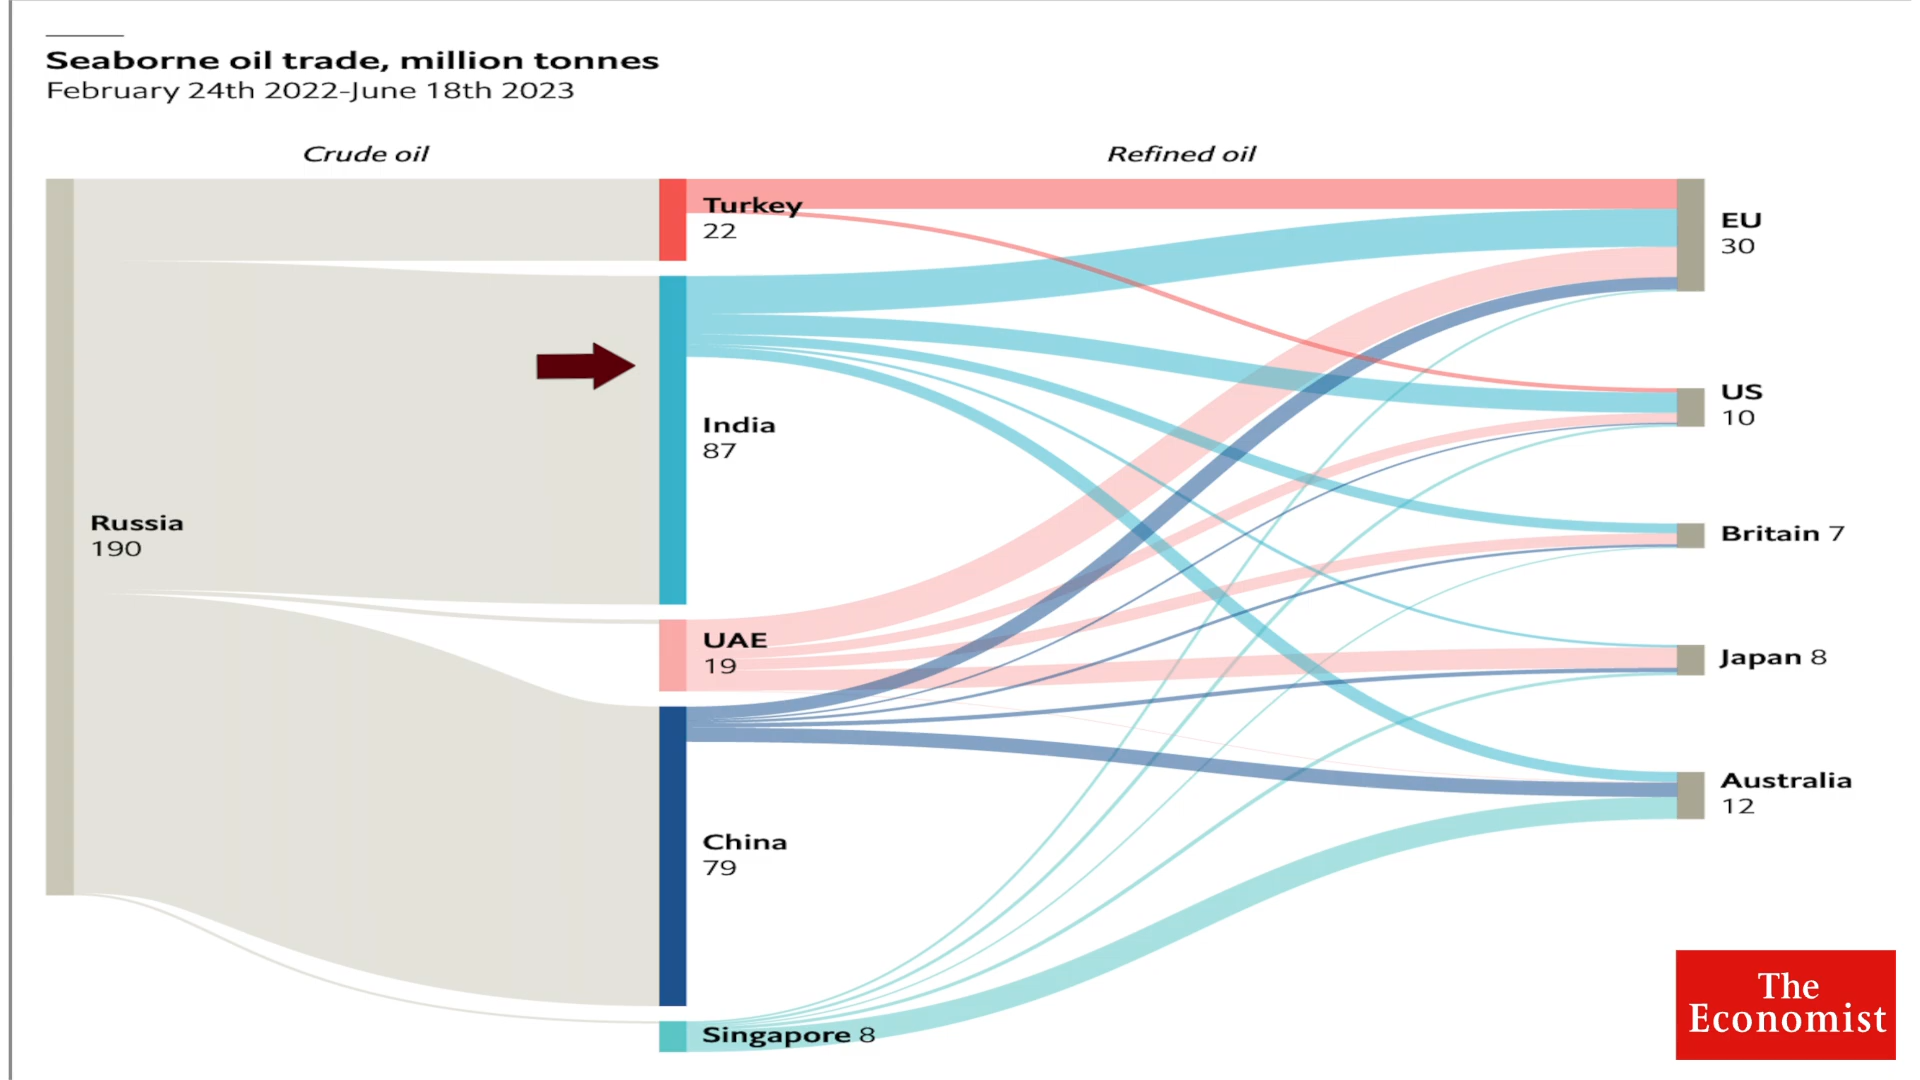 Seaborne oil trade, million tonnes
February 24th 2022-June 18th 2023
Crude oil
Refined oil
Russia
190
Turkey
22
India
87
UAE
19
China
79
Singapore 8
EU
30
US
10
Britain 7
Japan 8
Australia
12
The
Economist